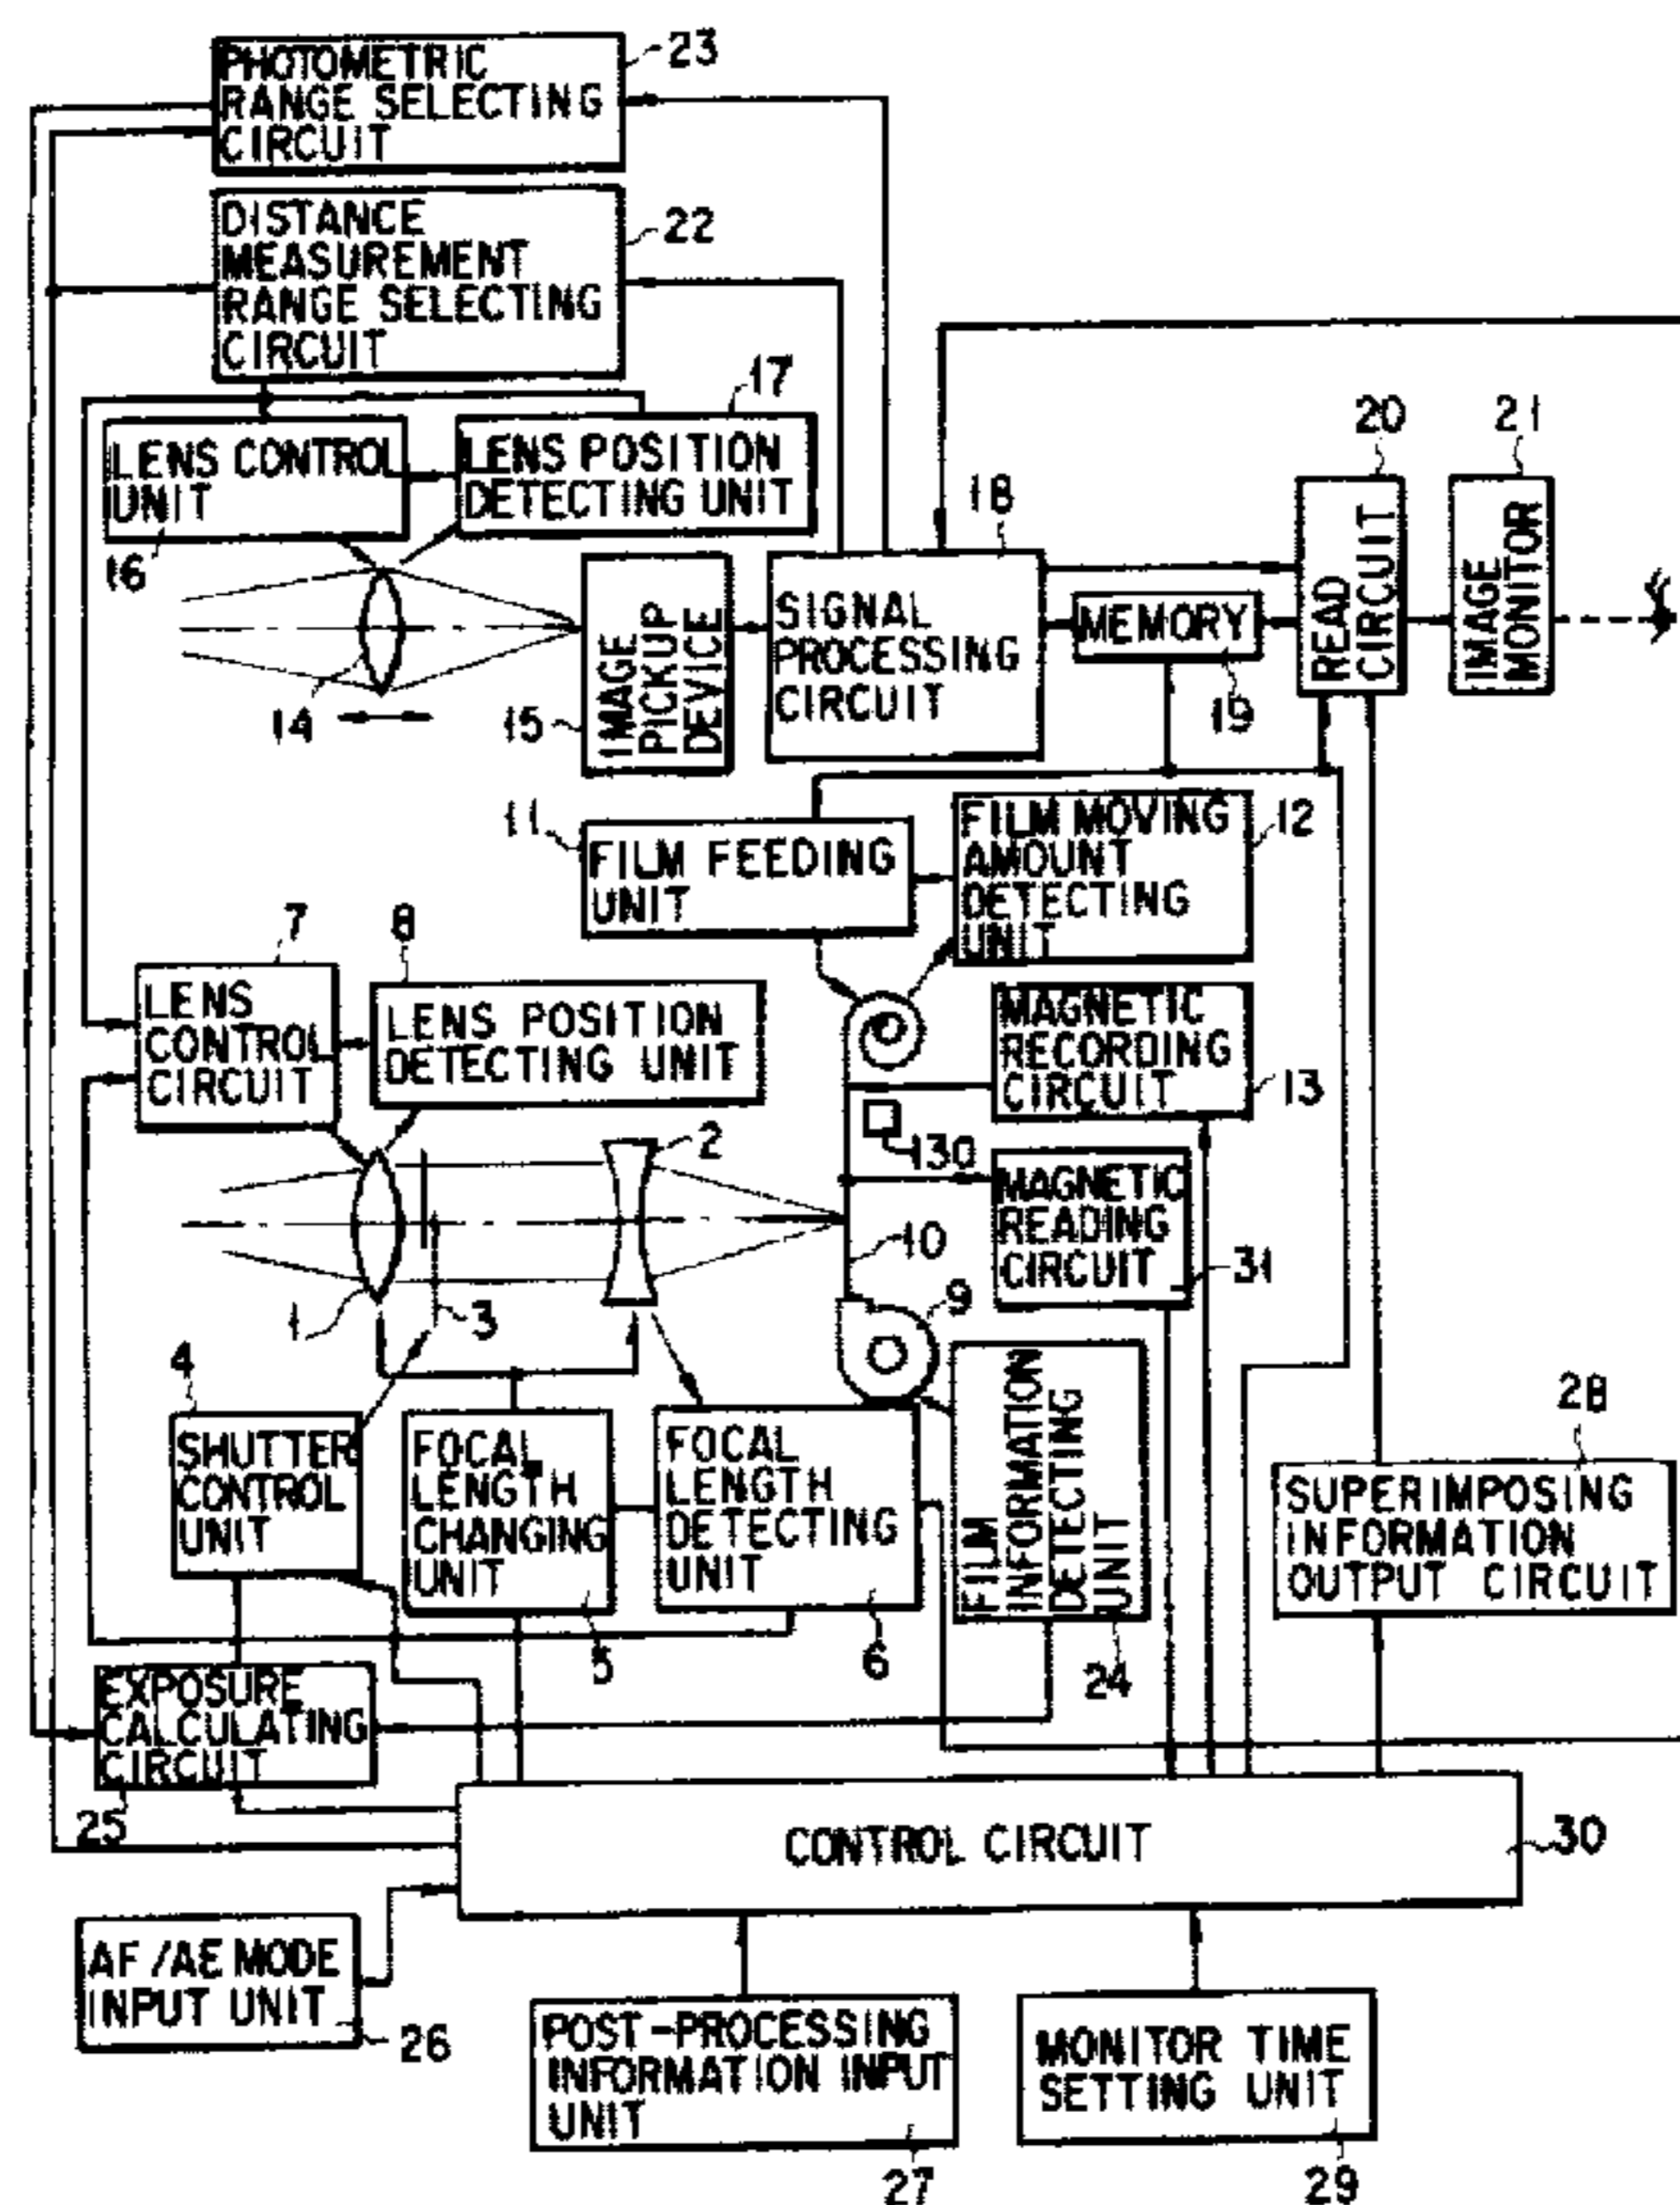 PHOTOMETRIC
RANGE SELECTING
CIRCUIT
23
DISTANCE
MEASUREMENT
RANGE SELECTING
CIRCUIT
22
17
LENS CONTROL
UNIT
16
LENS POSITION
DETECTING UNIT
14
IMAGE
PICKUP
DEVICE
15
18
SIGNAL
PROCESSING
CIRCUIT
MEMORY
19
20
READ
CIRCUIT
21
IMAGE
MONITOR
11
FILM FEEDING
UNIT
FILM MOVING
AMOUNT
DETECTING
UNIT
12
7
LENS
CONTROL
CIRCUIT
8
LENS POSITION
DETECTING UNIT
MAGNETIC
RECORDING
CIRCUIT
13
130
2
MAGNETIC
READING
CIRCUIT
31
10
9
1
3
4
SHUTTER
CONTROL
UNIT
FOCAL
LENGTH
CHANGING
UNIT
5
FOCAL
LENGTH
DETECTING
UNIT
6
FILM
INFORMATION
DETECTING
UNIT
24
28
SUPERIMPOSING
INFORMATION
OUTPUT CIRCUIT
EXPOSURE
CALCULATING
CIRCUIT
25
CONTROL CIRCUIT
30
AF/AE MODE
INPUT UNIT
26
POST-PROCESSING
INFORMATION INPUT
UNIT
27
MONITOR TIME
SETTING UNIT
29